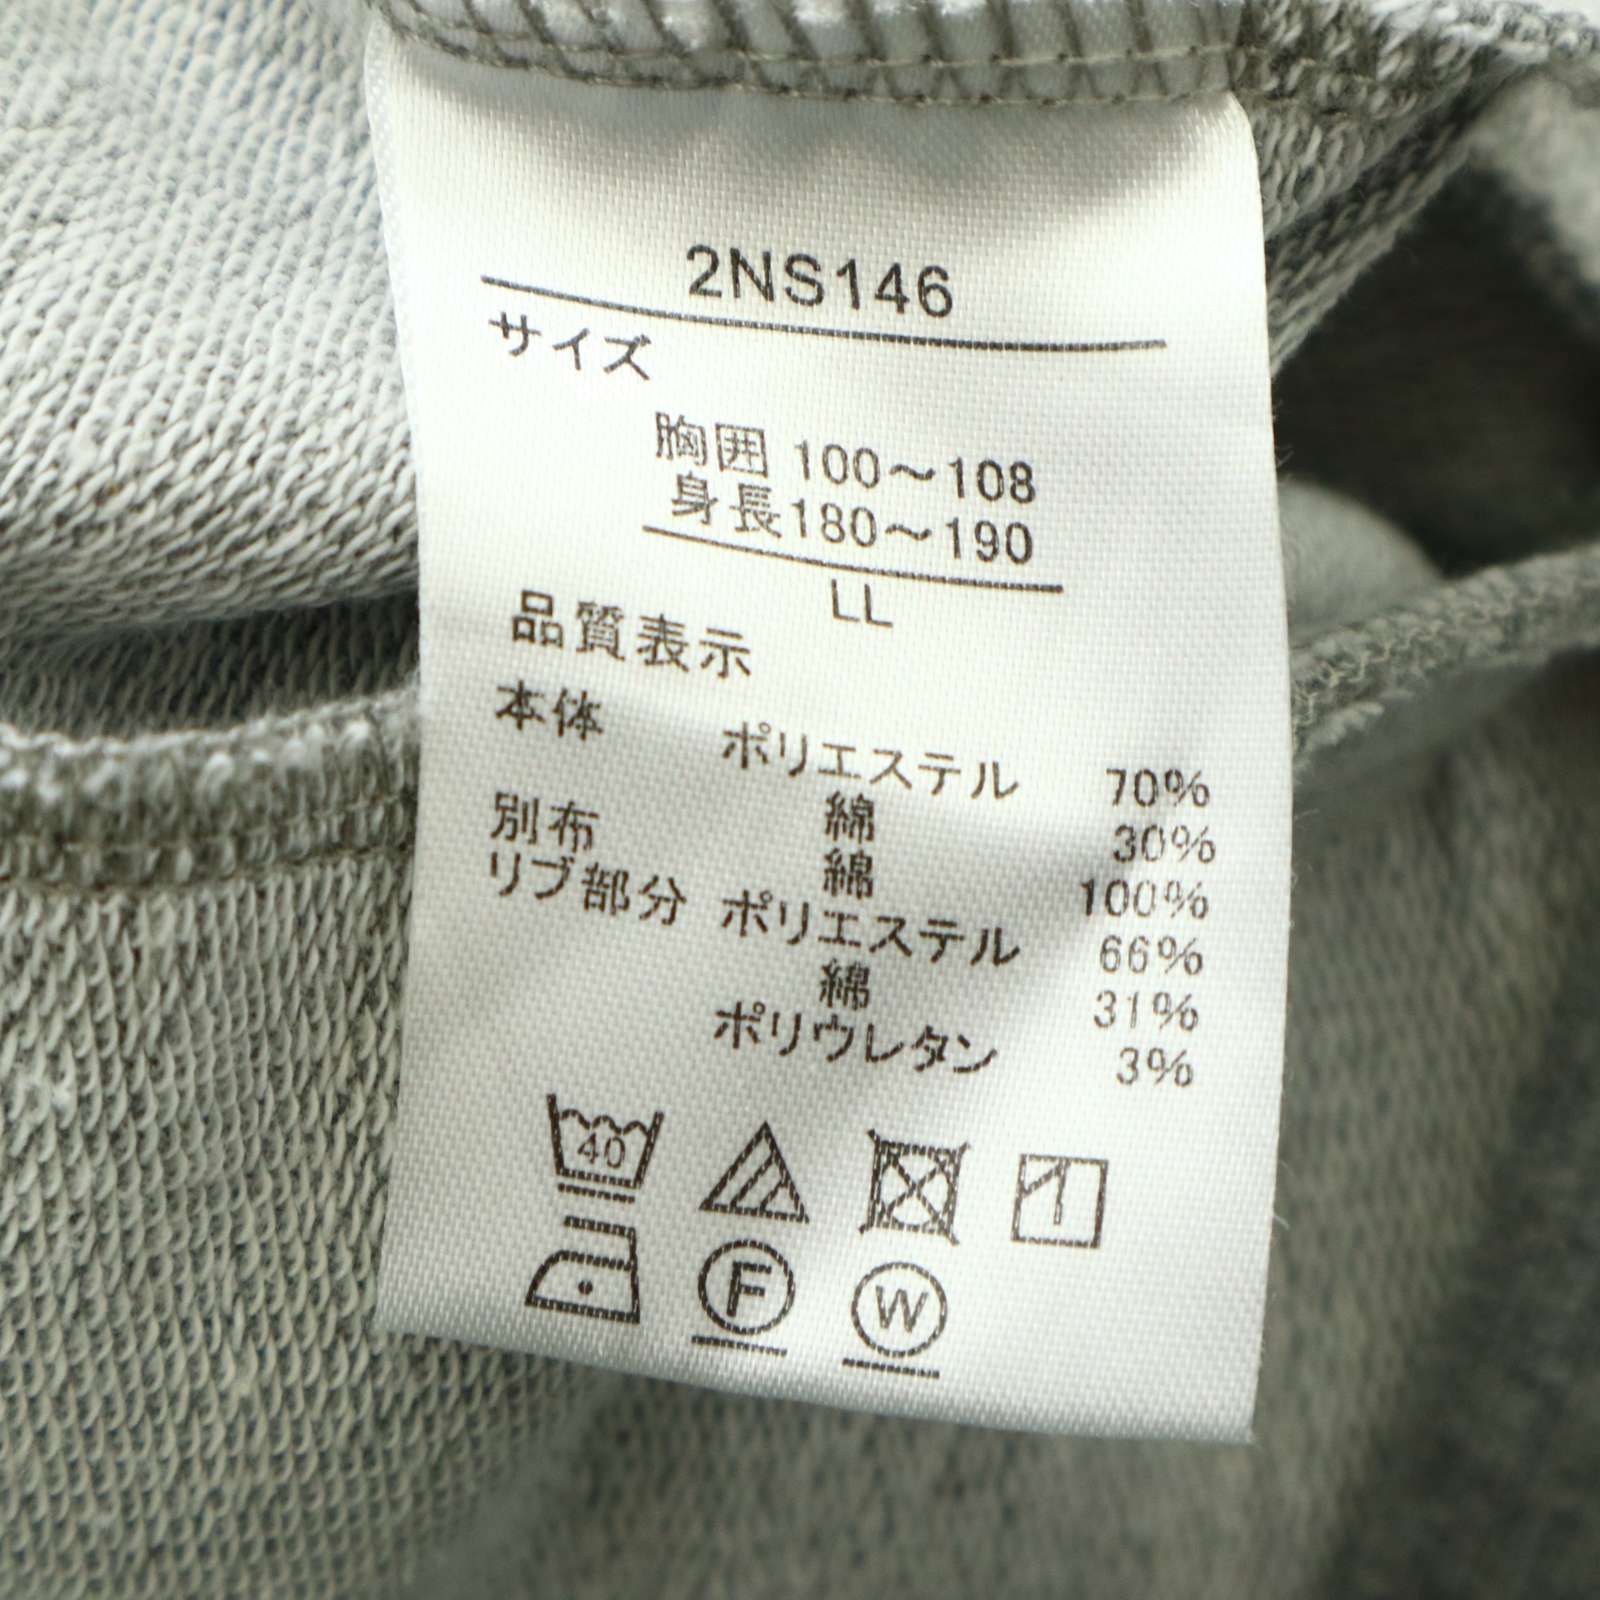 2NS146
サイズ
胸囲 100～108
身長180～190
LL
品質表示
本体 ポリエステル 70%
綿 30%
別布 綿 100%
リブ部分 ポリエステル 66%
綿 31%
ポリウレタン 3%
40
F W